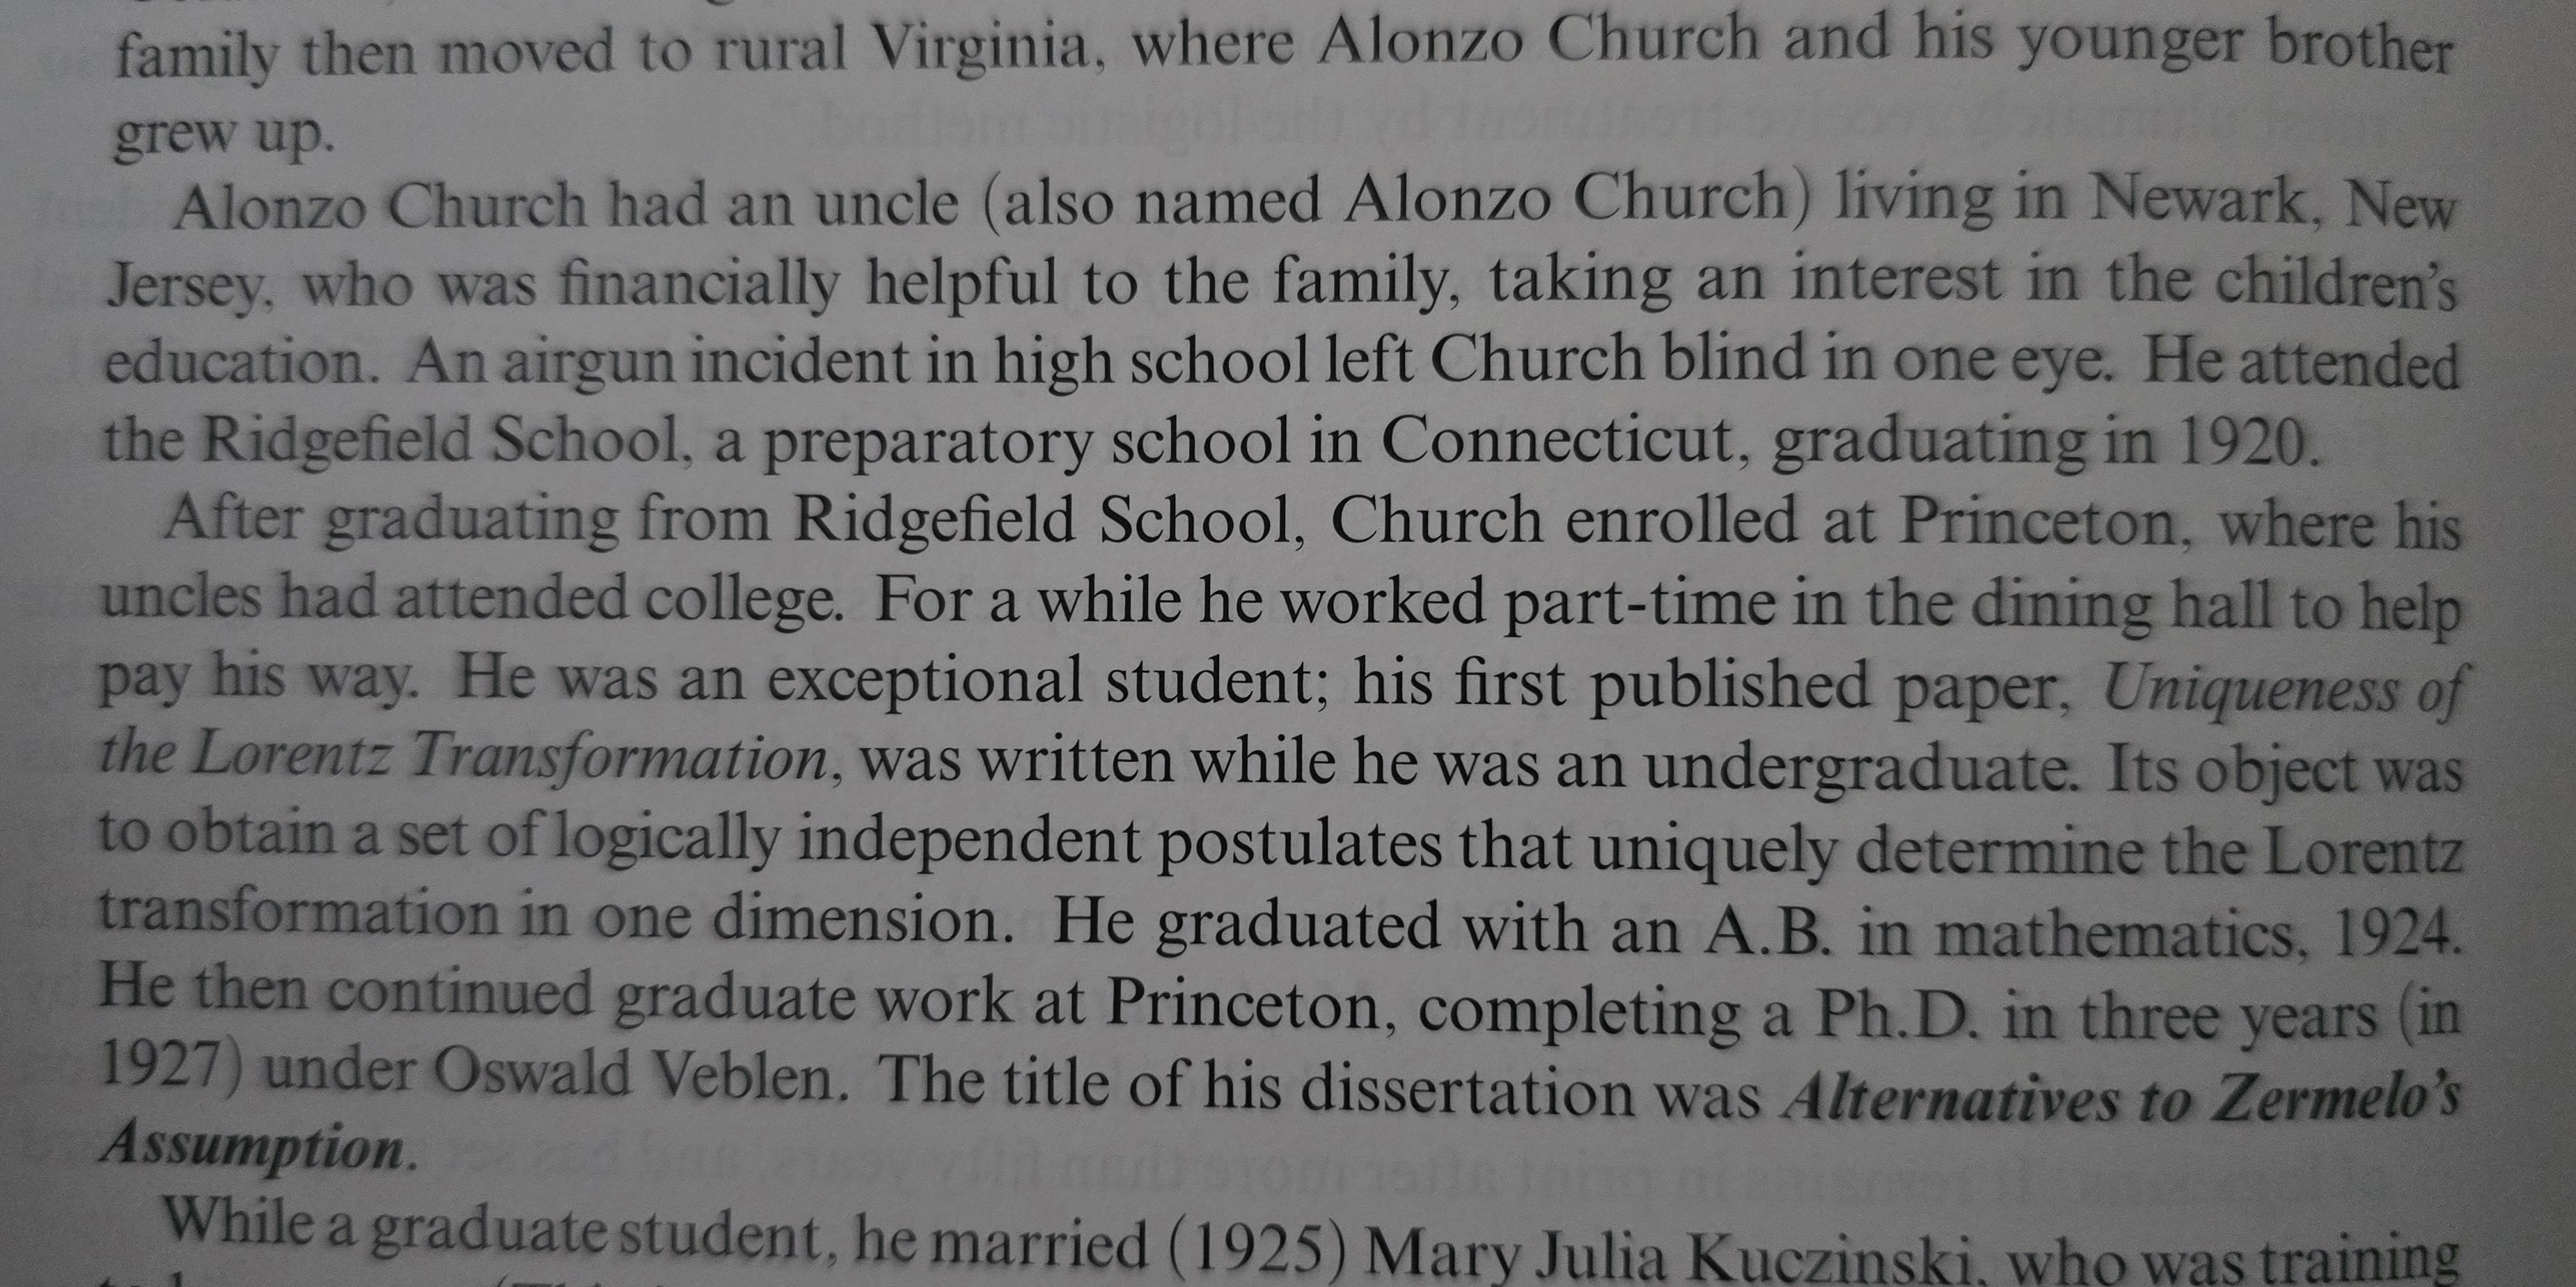 family then moved to rural Virginia, where Alonzo Church and his younger brother
grew up.
Alonzo Church had an uncle (also named Alonzo Church) living in Newark, New
Jersey, who was financially helpful to the family, taking an interest in the children’s
education. An airgun incident in high school left Church blind in one eye. He attended
the Ridgefield School, a preparatory school in Connecticut, graduating in 1920.
After graduating from Ridgefield School, Church enrolled at Princeton, where his
uncles had attended college. For a while he worked part-time in the dining hall to help
pay his way. He was an exceptional student; his first published paper, Uniqueness of
the Lorentz Transformation, was written while he was an undergraduate. Its object was
to obtain a set of logically independent postulates that uniquely determine the Lorentz
transformation in one dimension. He graduated with an A.B. in mathematics, 1924.
He then continued graduate work at Princeton, completing a Ph.D. in three years (in
1927) under Oswald Veblen. The title of his dissertation was Alternatives to Zermelo’s
Assumption.
While a graduate student, he married (1925) Mary Julia Kuczinski, who was training